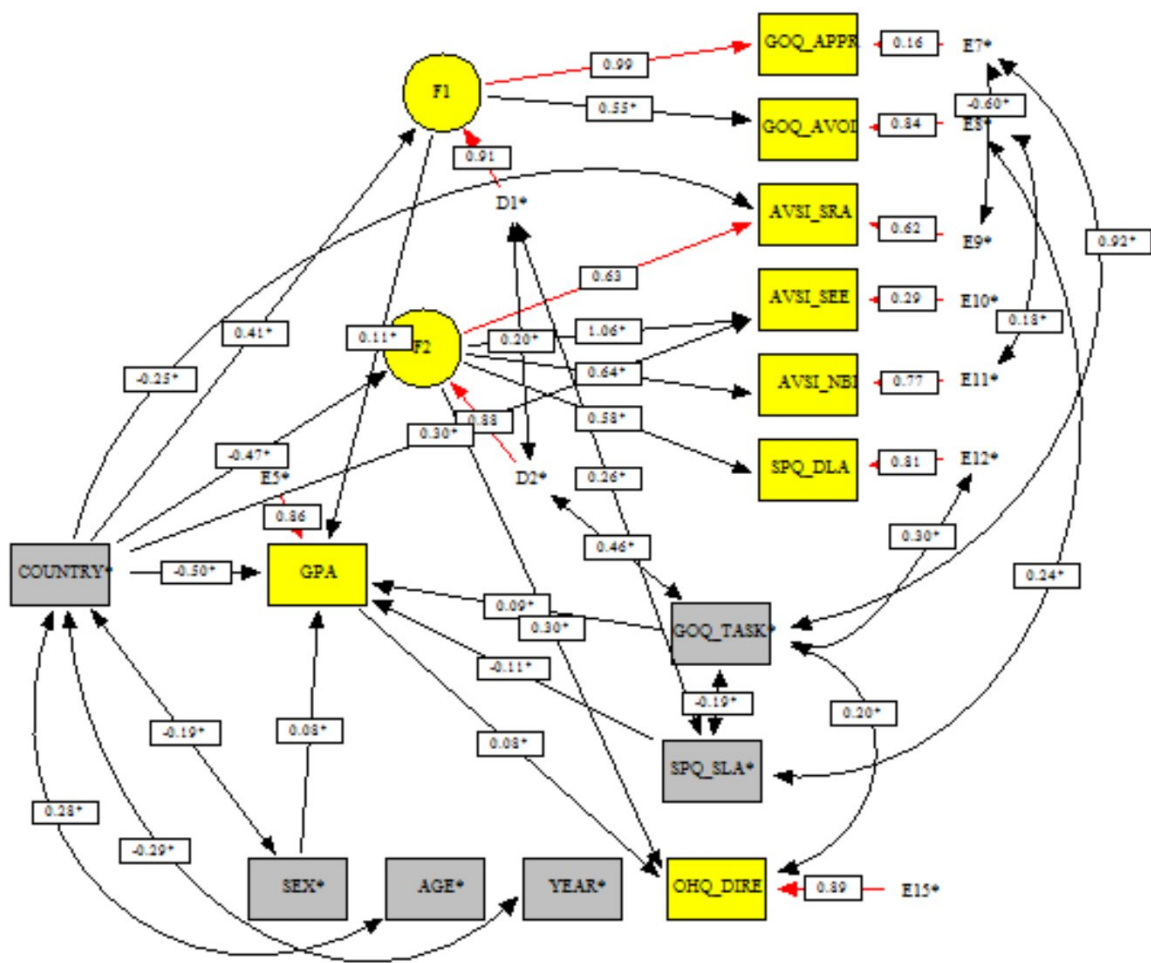 GOQ_APPR
0.16
E7*
F1
0.99
0.55*
-0.60*
GOQ_AVOI
0.84
E8*
0.91
D1*
AVSI_SRA
0.62
E9*
0.92*
0.63
AVSI_SEE
0.29
E10*
0.18*
0.41*
0.11*
F2
0.20*
1.06*
-0.25*
0.64*
AVSI_NBI
0.77
E11*
0.58*
0.30*
0.88
-0.47*
SPQ_DLA
0.81
E12*
E5*
D2*
0.26*
0.86
0.46*
0.30*
COUNTRY*
-0.50*
GPA
0.24*
0.09*
0.30*
GOQ_TASK*
-0.11*
-0.19*
0.20*
-0.19*
0.08*
0.08*
SPQ_SLA*
0.28*
-0.29*
SEX*
AGE*
YEAR*
OHQ_DIRE
0.89
E15*